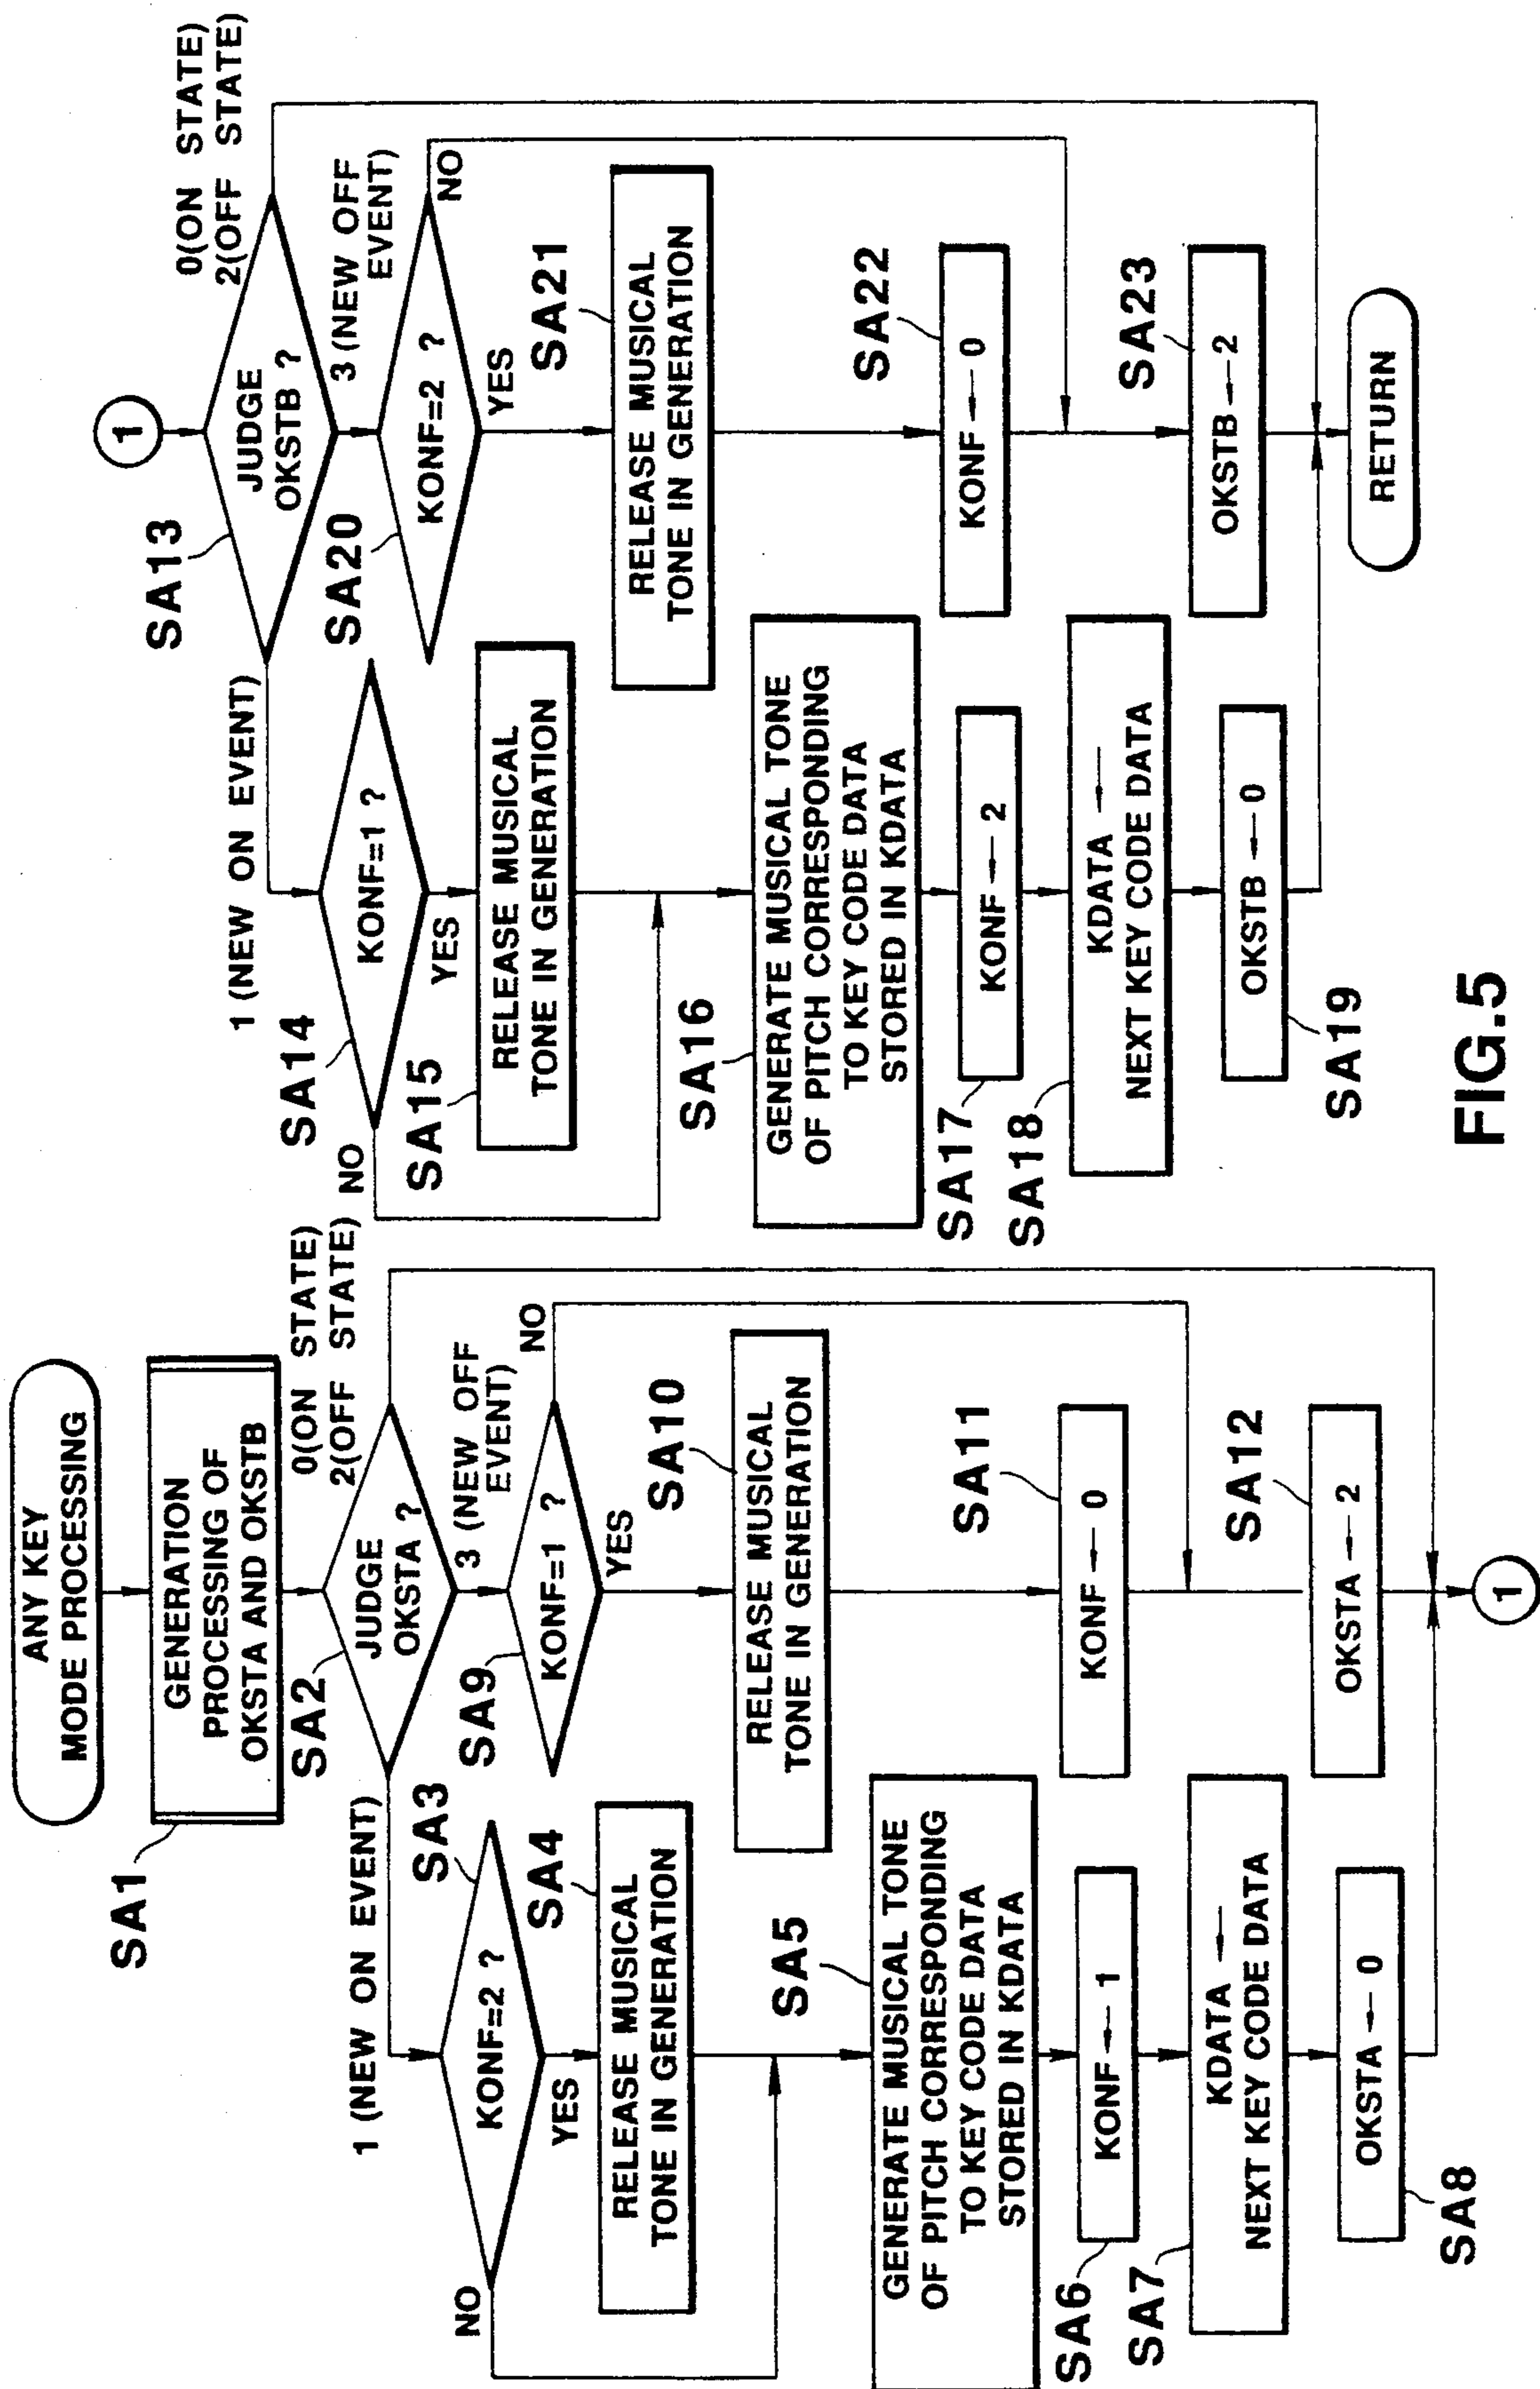 ANY KEY
MODE PROCESSING
SA1
GENERATION
PROCESSING OF
OKSTA AND OKSTB
SA2
JUDGE
OKSTA ?
0(ON STATE)
2(OFF STATE)
1 (NEW ON EVENT)
3 (NEW OFF
EVENT)
SA3
KONF=2 ?
NO
YES
SA4
RELEASE MUSICAL
TONE IN GENERATION
SA5
GENERATE MUSICAL TONE
OF PITCH CORRESPONDING
TO KEY CODE DATA
STORED IN KDATA
SA6
KONF ← 1
SA7
KDATA ←
NEXT KEY CODE DATA
OKSTA ← 0
SA8
SA9
KONF=1 ?
NO
YES
SA10
RELEASE MUSICAL
TONE IN GENERATION
SA11
KONF ← 0
SA12
OKSTA ← 2
1
1
SA13
JUDGE
OKSTB ?
0(ON STATE)
2(OFF STATE)
1 (NEW ON EVENT)
3 (NEW OFF
EVENT)
SA14
KONF=1 ?
NO
YES
SA15
RELEASE MUSICAL
TONE IN GENERATION
SA16
GENERATE MUSICAL TONE
OF PITCH CORRESPONDING
TO KEY CODE DATA
STORED IN KDATA
SA17
KONF ← 2
SA18
KDATA ←
NEXT KEY CODE DATA
OKSTB ← 0
SA19
SA20
KONF=2 ?
NO
YES
SA21
RELEASE MUSICAL
TONE IN GENERATION
SA22
KONF ← 0
SA23
OKSTB ← 2
RETURN
FIG.5